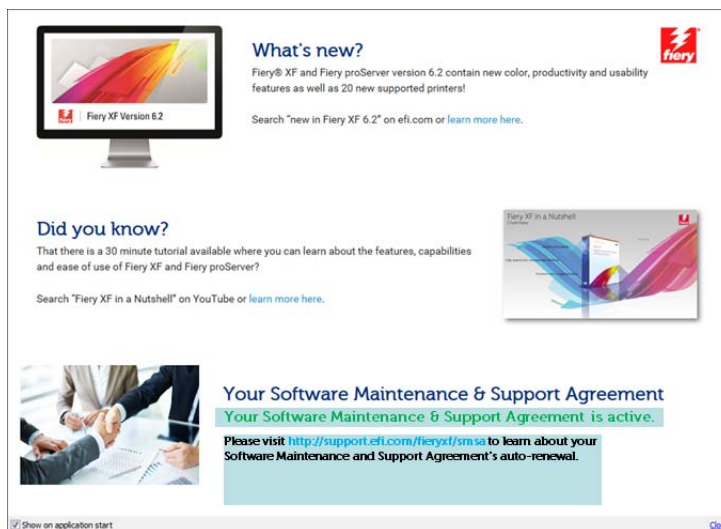 What's new?
fiery
Fiery® XF and Fiery proServer version 6.2 contain new color, productivity and usability
features as well as 20 new supported printers!
Fiery XF Version 6.2
Search "new in Fiery XF 6.2" on efi.com or learn more here.
Did you know?
That there is a 30 minute tutorial available where you can learn about the features, capabilities
and ease of use of Fiery XF and Fiery proServer?
Search "Fiery XF in a Nutshell" on YouTube or learn more here.
Fiery XF in a Nutshell
Overview
Your Software Maintenance & Support Agreement
Your Software Maintenance & Support Agreement is active.
Please visit http://support.efi.com/fieryxf/smsa to learn about your
Software Maintenance and Support Agreement's auto-renewal.
Show on application start
Clo